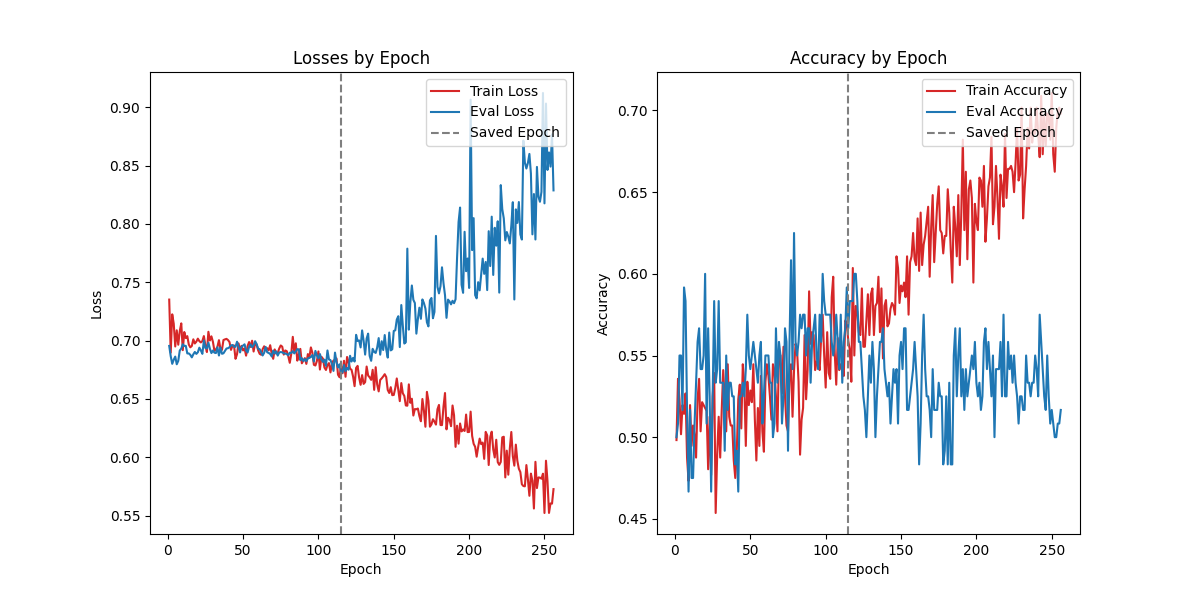 Losses by Epoch
Train Loss
Eval Loss
Saved Epoch
0.90
0.85
0.80
0.75
0.70
0.65
0.60
0.55
Loss
0 50 100 150 200 250
Epoch
Accuracy by Epoch
Train Accuracy
Eval Accuracy
Saved Epoch
0.70
0.65
0.60
0.55
0.50
0.45
Accuracy
0 50 100 150 200 250
Epoch